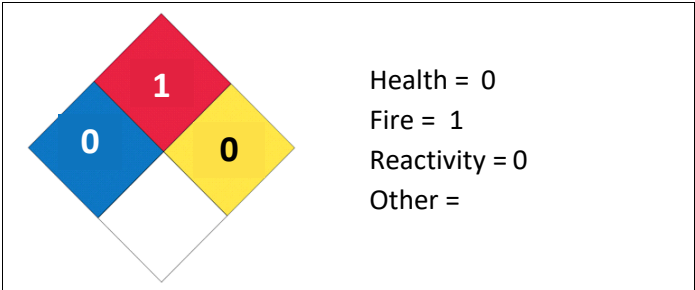 1
0
0
Health = 0
Fire = 1
Reactivity = 0
Other =